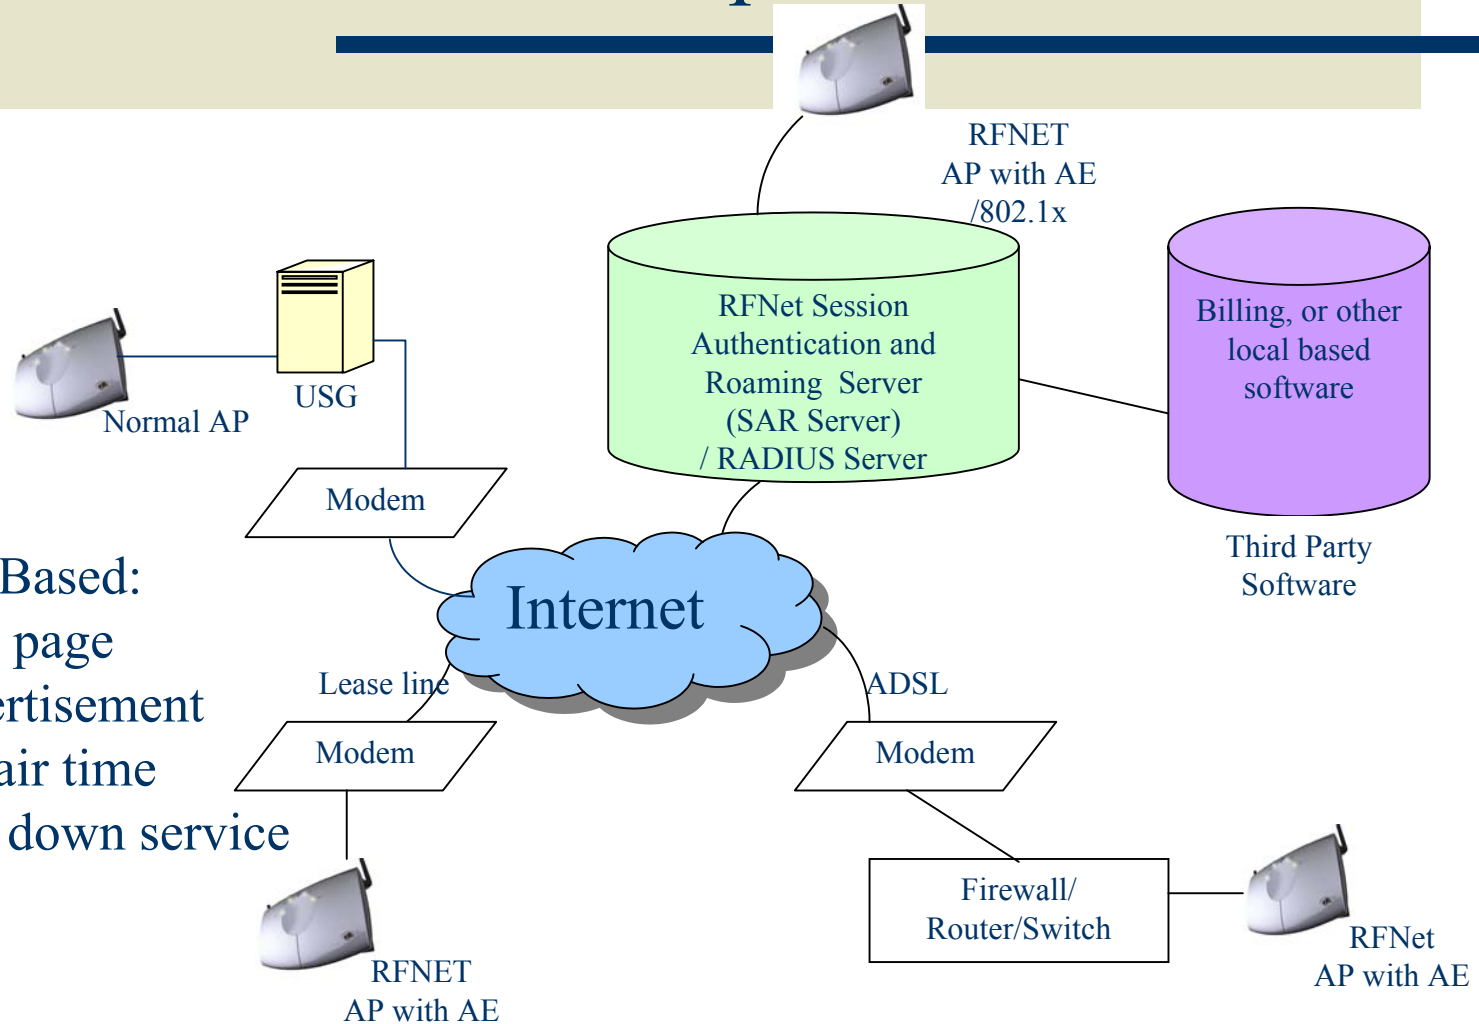 RFNET
AP with AE
/802.1x
RFNet Session
Authentication and
Roaming Server
(SAR Server)
/ RADIUS Server
Billing, or other
local based
software
Third Party
Software
USG
Normal AP
Modem
Internet
Based:
page
ertisement
air time
down service
Lease line
ADSL
Modem
Modem
Firewall/
Router/Switch
RFNet
AP with AE
RFNET
AP with AE